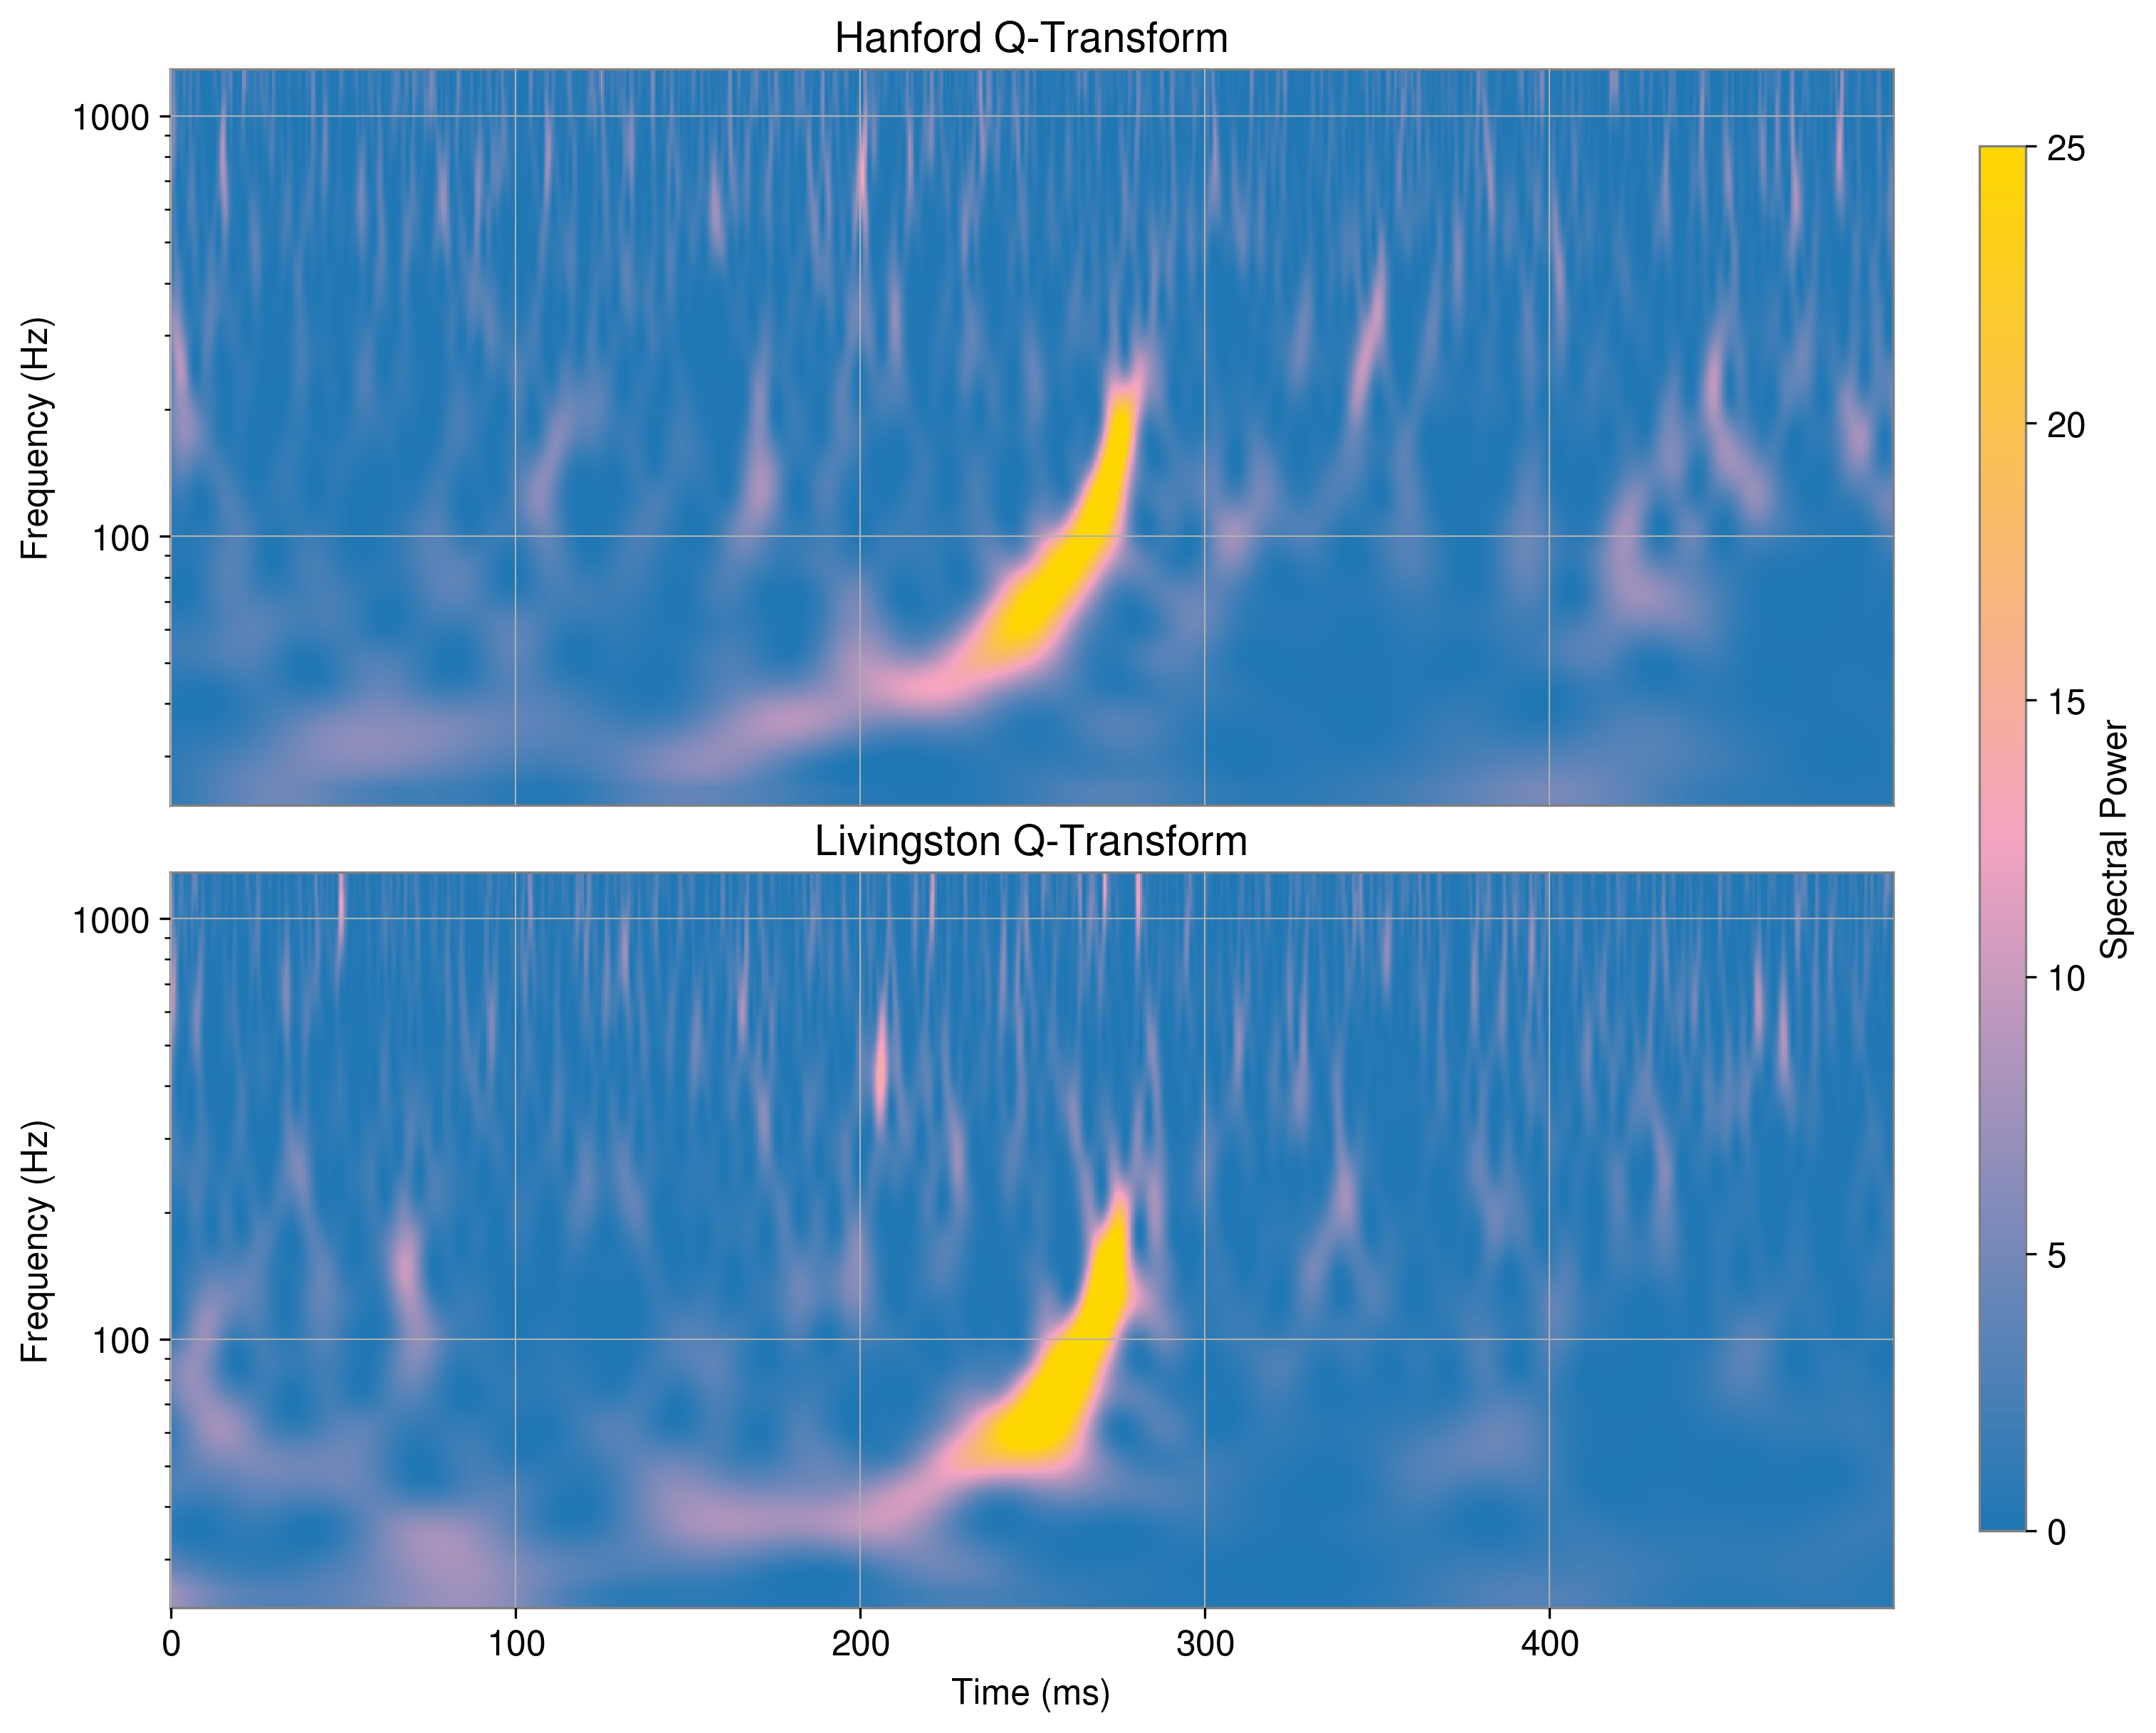 Hanford Q-Transform
1000
100
Frequency (Hz)
Livingston Q-Transform
1000
100
Frequency (Hz)
0
100
200
300
400
Time (ms)
25
20
15
10
5
0
Spectral Power